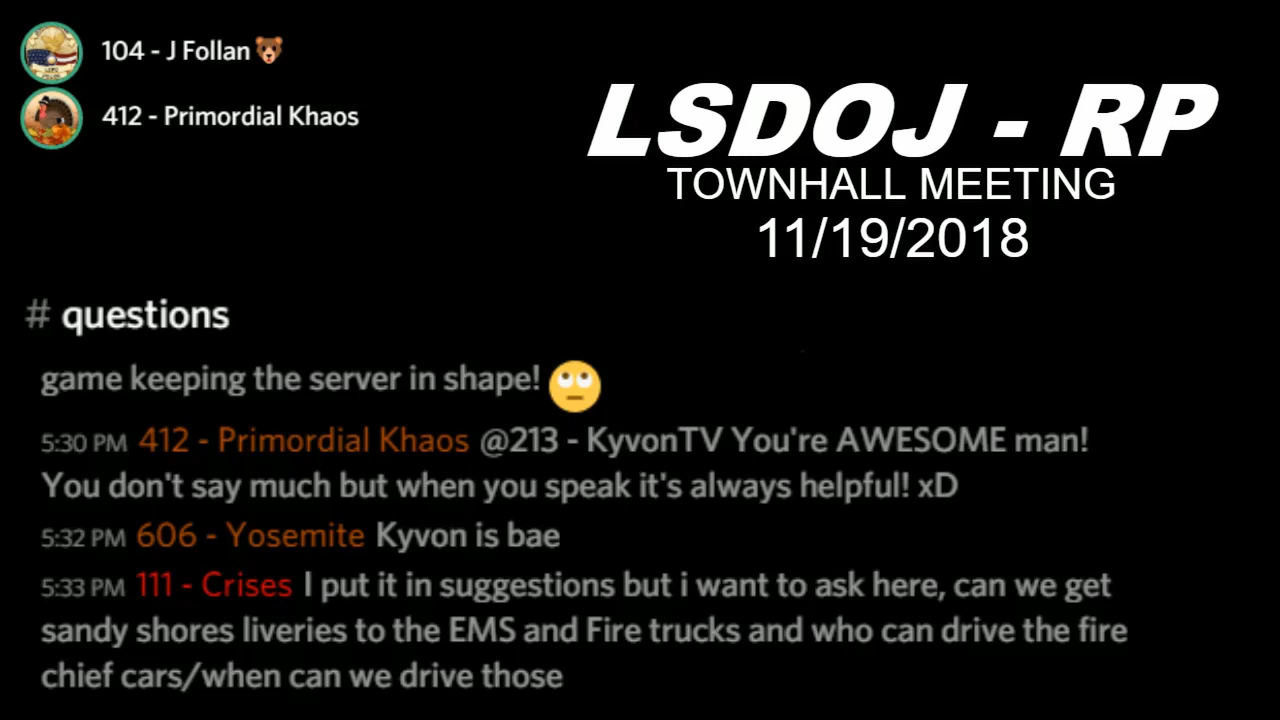 104 - J Follan🐻
412 - Primordial Khaos
LSDOJ - RP
TOWNHALL MEETING
11/19/2018
# questions
game keeping the server in shape! 🙄
5:30 PM 412 - Primordial Khaos @213 - KyvonTV You're AWESOME man!
You don't say much but when you speak it's always helpful! xD
5:32 PM 606 - Yosemite Kyvon is bae
5:33 PM 111 - Crises I put it in suggestions but i want to ask here, can we get
sandy shores liveries to the EMS and Fire trucks and who can drive the fire
chief cars/when can we drive those